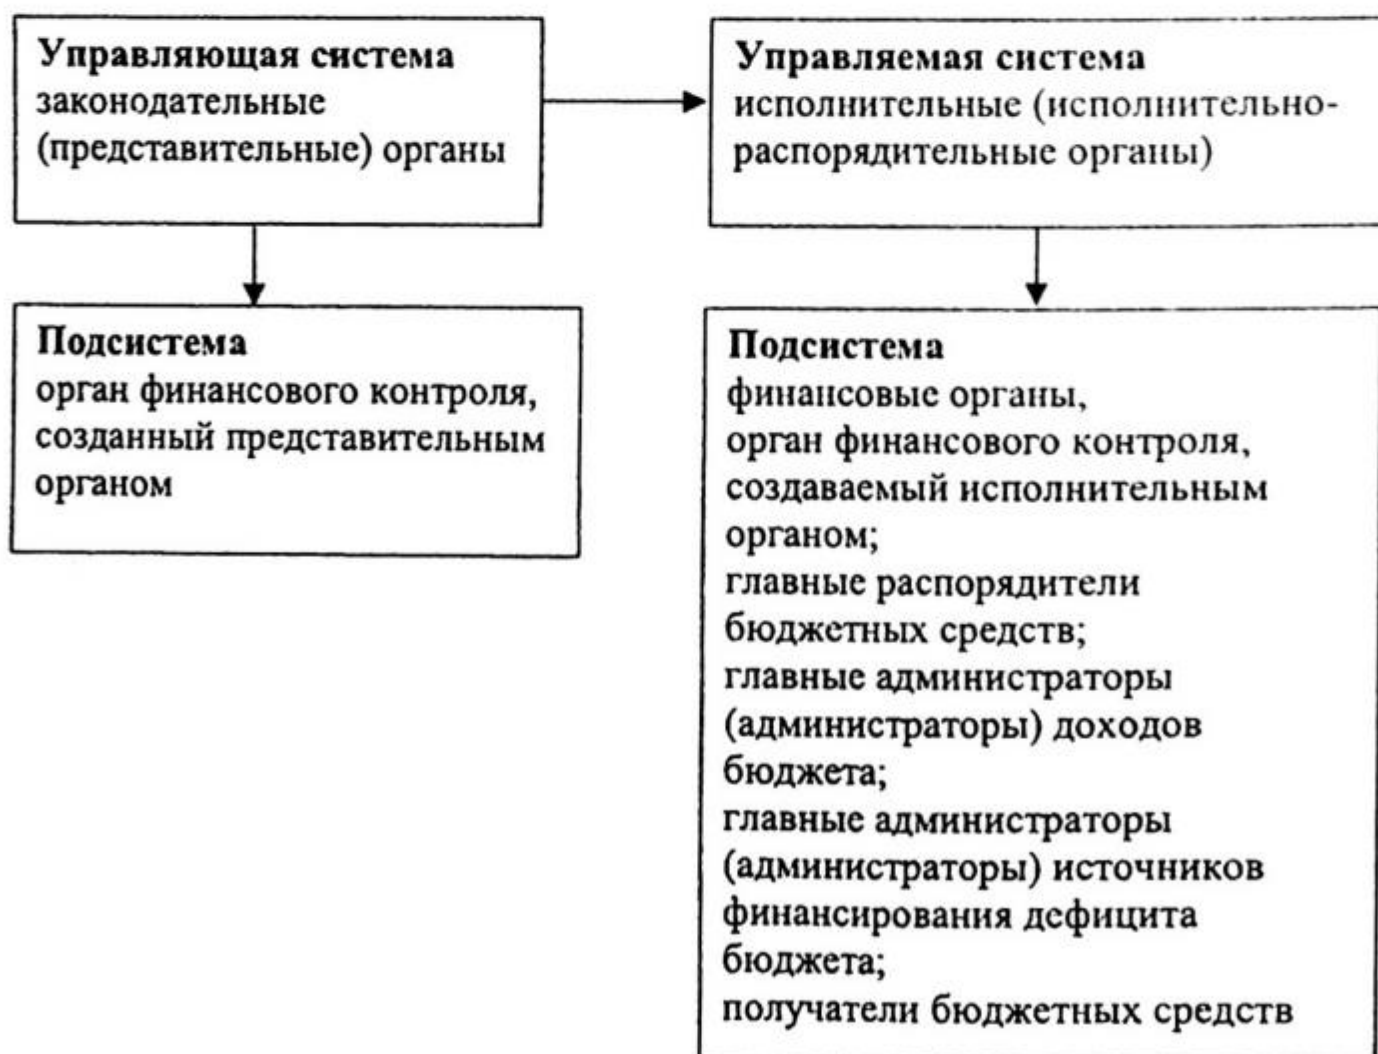 Управляющая система
законодательные
(представительные) органы
Управляемая система
исполнительные (исполнительно-
распорядительные органы)
Подсистема
орган финансового контроля,
созданный представительным
органом
Подсистема
финансовые органы,
орган финансового контроля,
создаваемый исполнительным
органом;
главные распорядители
бюджетных средств;
главные администраторы
(администраторы) доходов
бюджета;
главные администраторы
(администраторы) источников
финансирования дефицита
бюджета;
получатели бюджетных средств